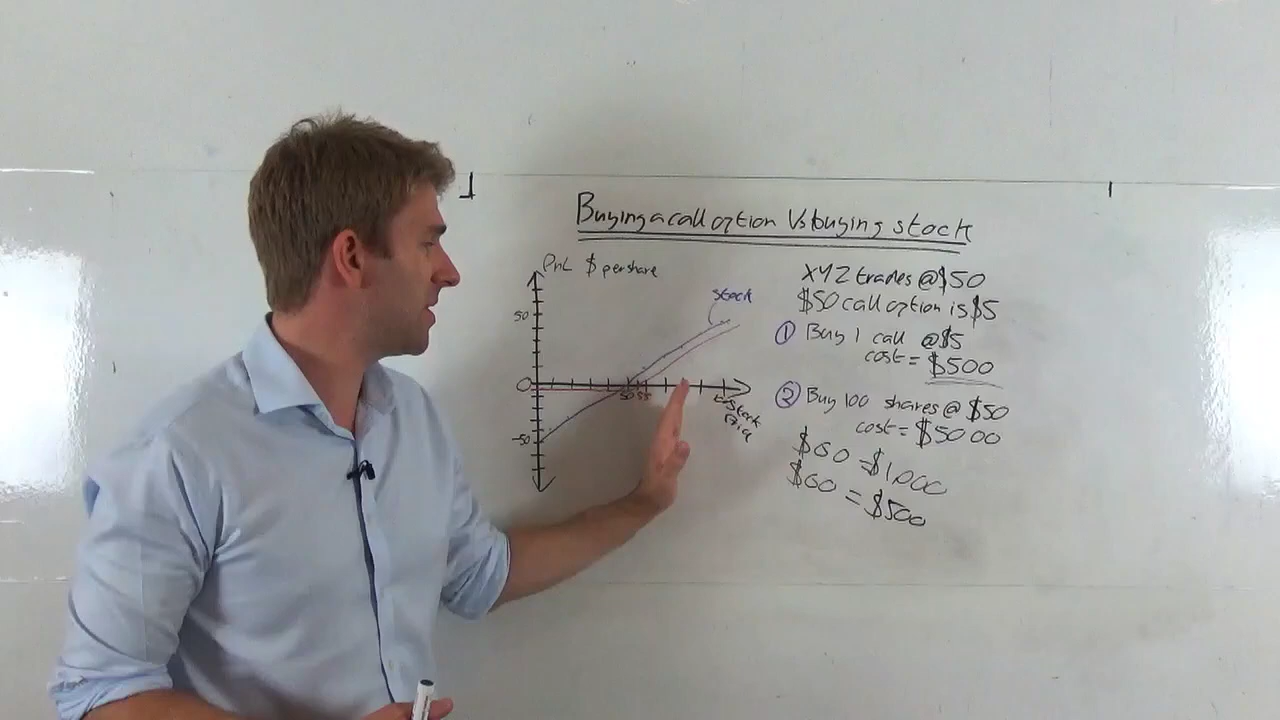 Buying a call option Vs buying stock
PnL $ per share
50
0
-50
50 55
stock
XYZ trades @ $50
$50 call option is $5
① Buy 1 call @ $5
cost = $500
② Buy 100 shares @ $50
cost = $5000
$60 = $1,000
$60 = $500